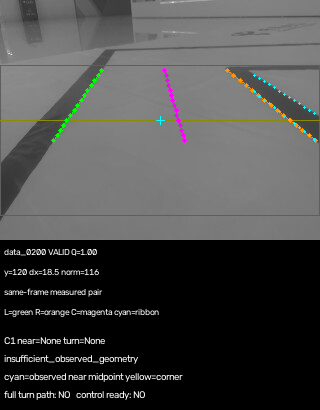 data_0200 VALID Q=1.00
y=120 dx=18.5 norm=116
same-frame measured pair
L=green R=orange C=magenta cyan=ribbon
C1 near=None turn=None
insufficient_observed_geometry
cyan=observed near midpoint yellow=corner
full turn path: NO control ready: NO